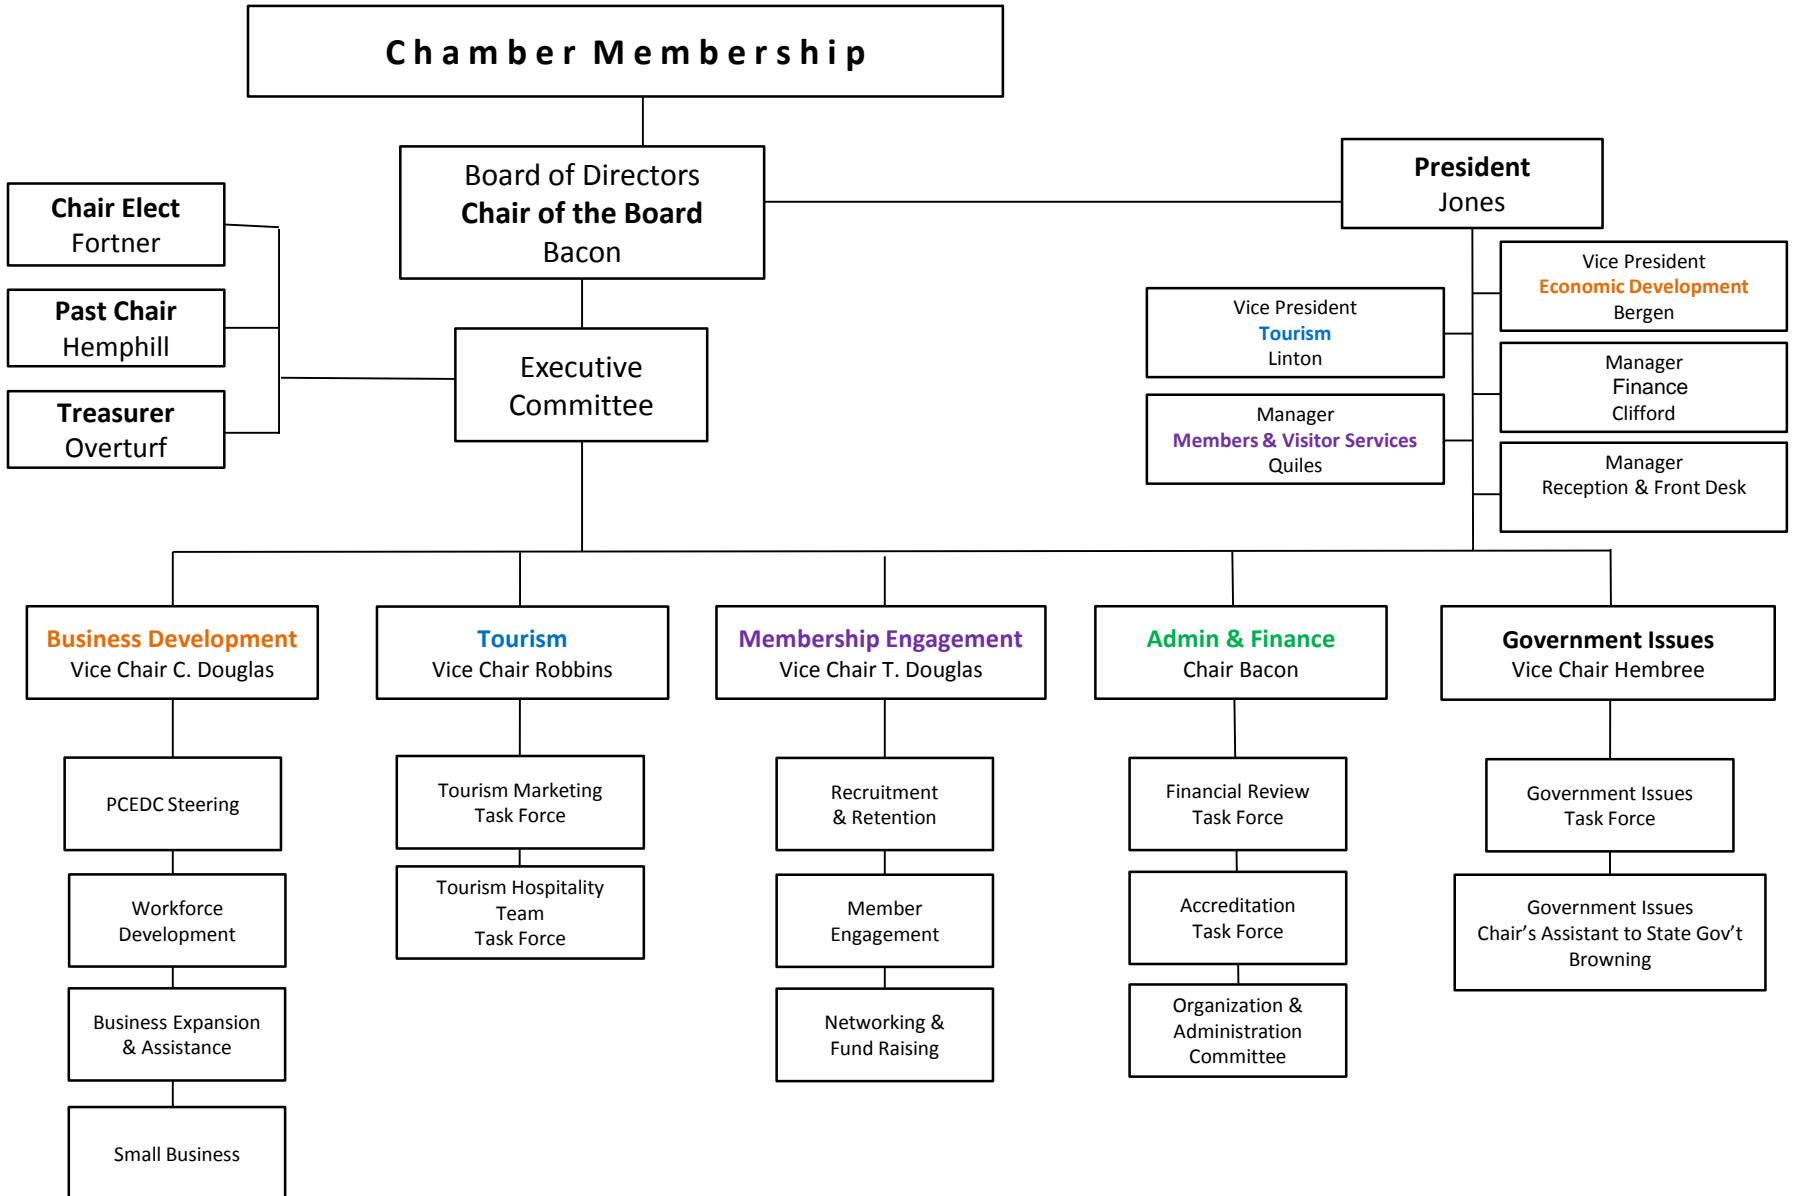 Chamber Membership
Board of Directors
Chair of the Board
Bacon
President
Jones
Chair Elect
Fortner
Past Chair
Hemphill
Treasurer
Overturf
Executive
Committee
Vice President
Economic Development
Bergen
Vice President
Tourism
Linton
Manager
Finance
Clifford
Manager
Members & Visitor Services
Quiles
Manager
Reception & Front Desk
Business Development
Vice Chair C. Douglas
Tourism
Vice Chair Robbins
Membership Engagement
Vice Chair T. Douglas
Admin & Finance
Chair Bacon
Government Issues
Vice Chair Hembree
PCEDC Steering
Workforce
Development
Business Expansion
& Assistance
Small Business
Tourism Marketing
Task Force
Tourism Hospitality
Team
Task Force
Recruitment
& Retention
Member
Engagement
Networking &
Fund Raising
Financial Review
Task Force
Accreditation
Task Force
Organization &
Administration
Committee
Government Issues
Task Force
Government Issues
Chair’s Assistant to State Gov’t
Browning